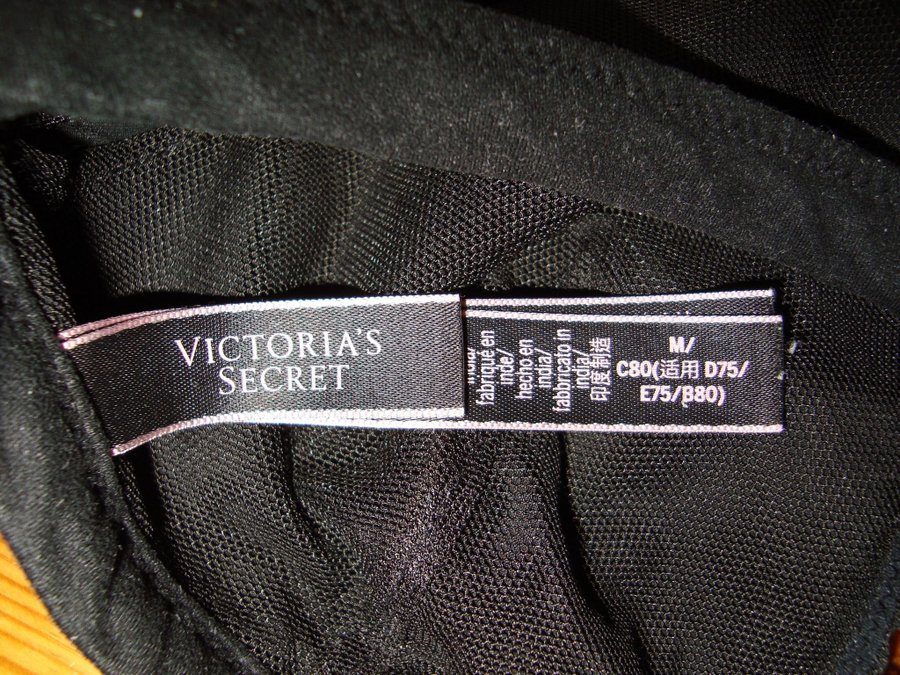 VICTORIA'S
SECRET
fabriqué en
inde/
hecho en
india/
fabbricato in
india/
印度制造
M/
C80(适用 D75/
E75/B80)